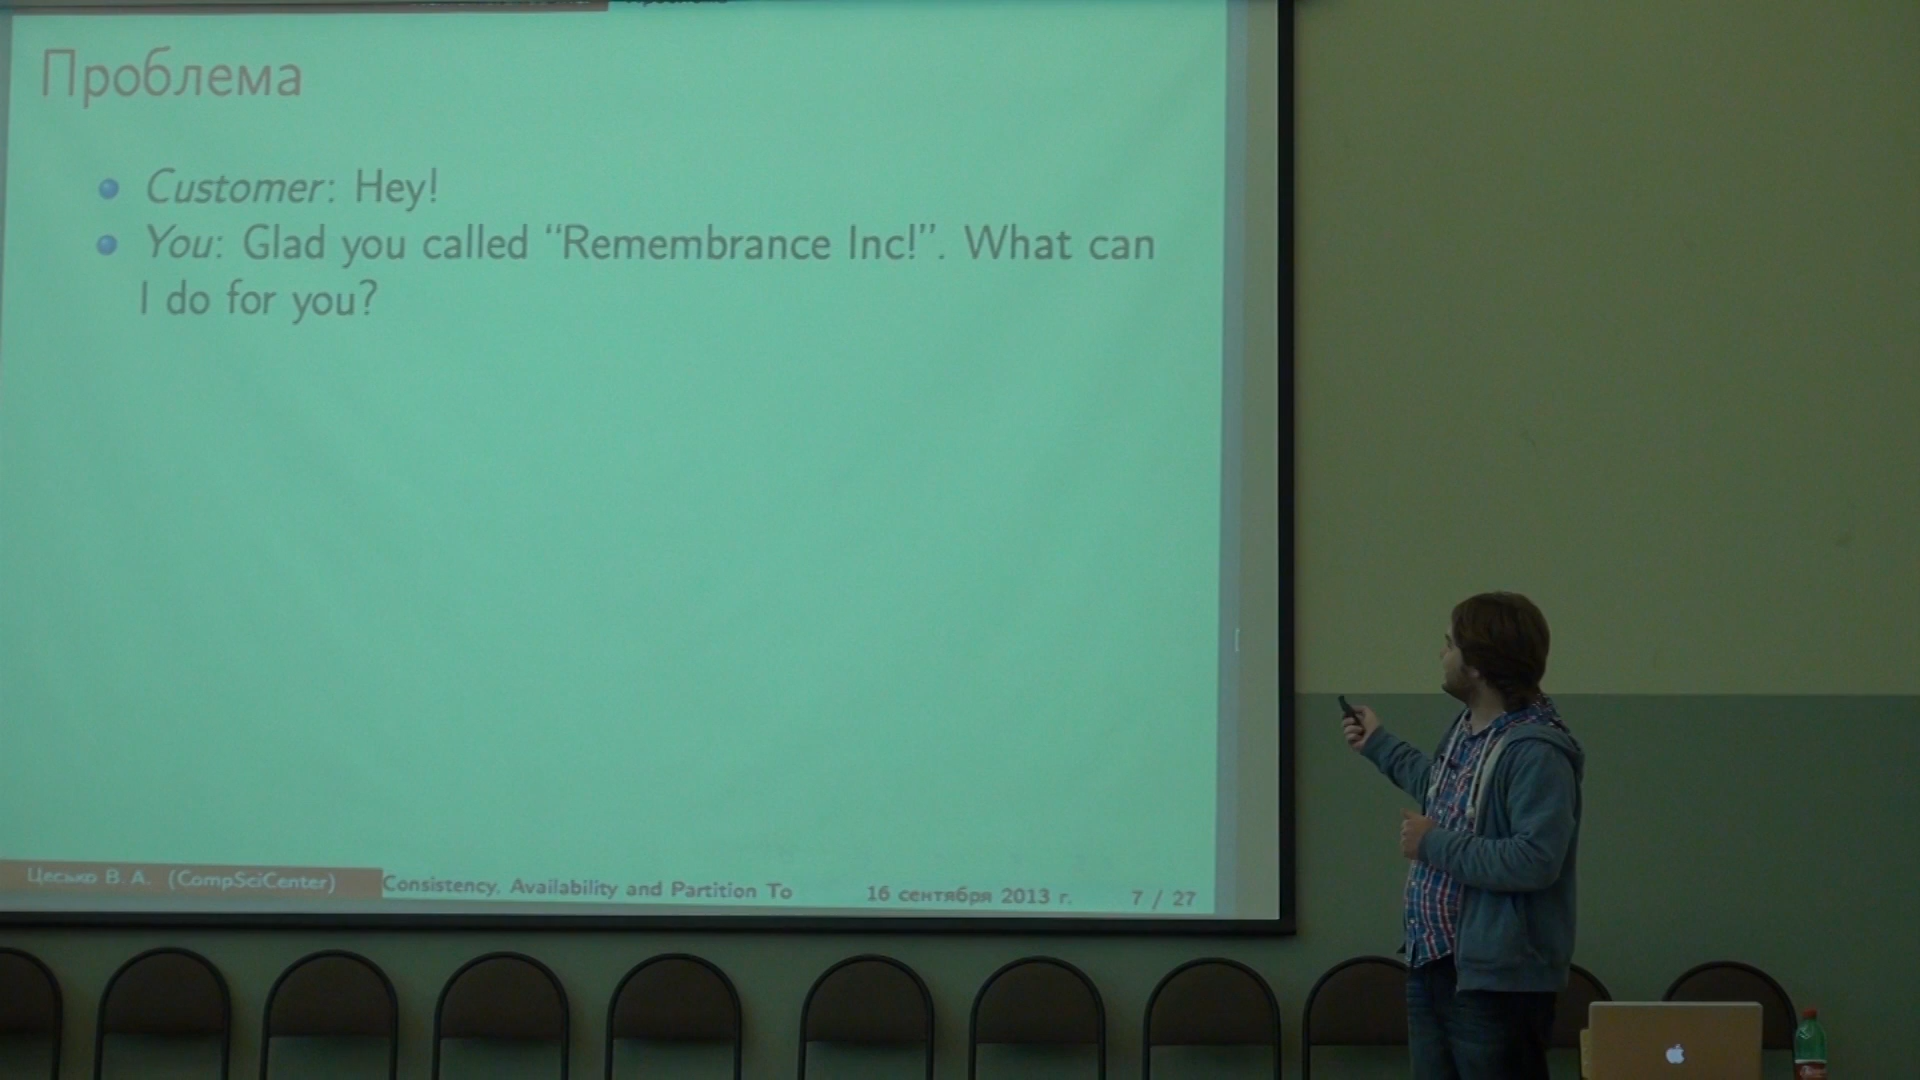 Проблема
Customer: Hey!
You: Glad you called “Remembrance Inc!”. What can
I do for you?
Цесько В. А. (CompSciCenter)
Consistency, Availability and Partition To
16 сентября 2013 г.
7 / 27